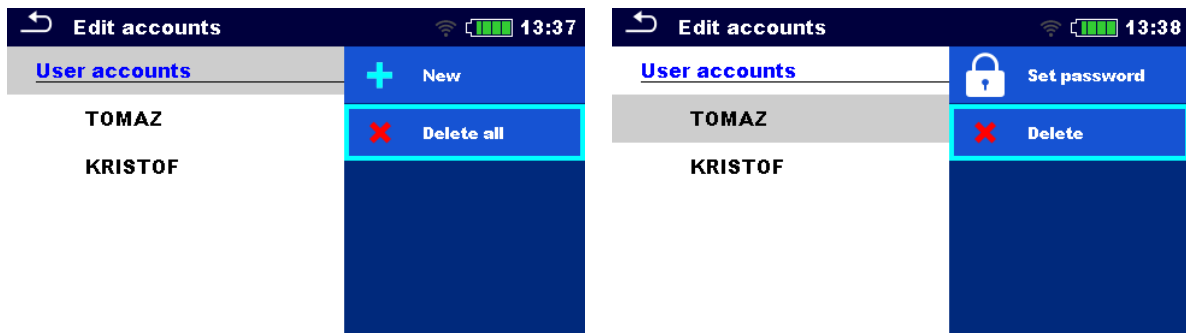 Edit accounts 13:37
User accounts
New
TOMAZ
Delete all
KRISTOF
Edit accounts 13:38
User accounts
Set password
TOMAZ
Delete
KRISTOF